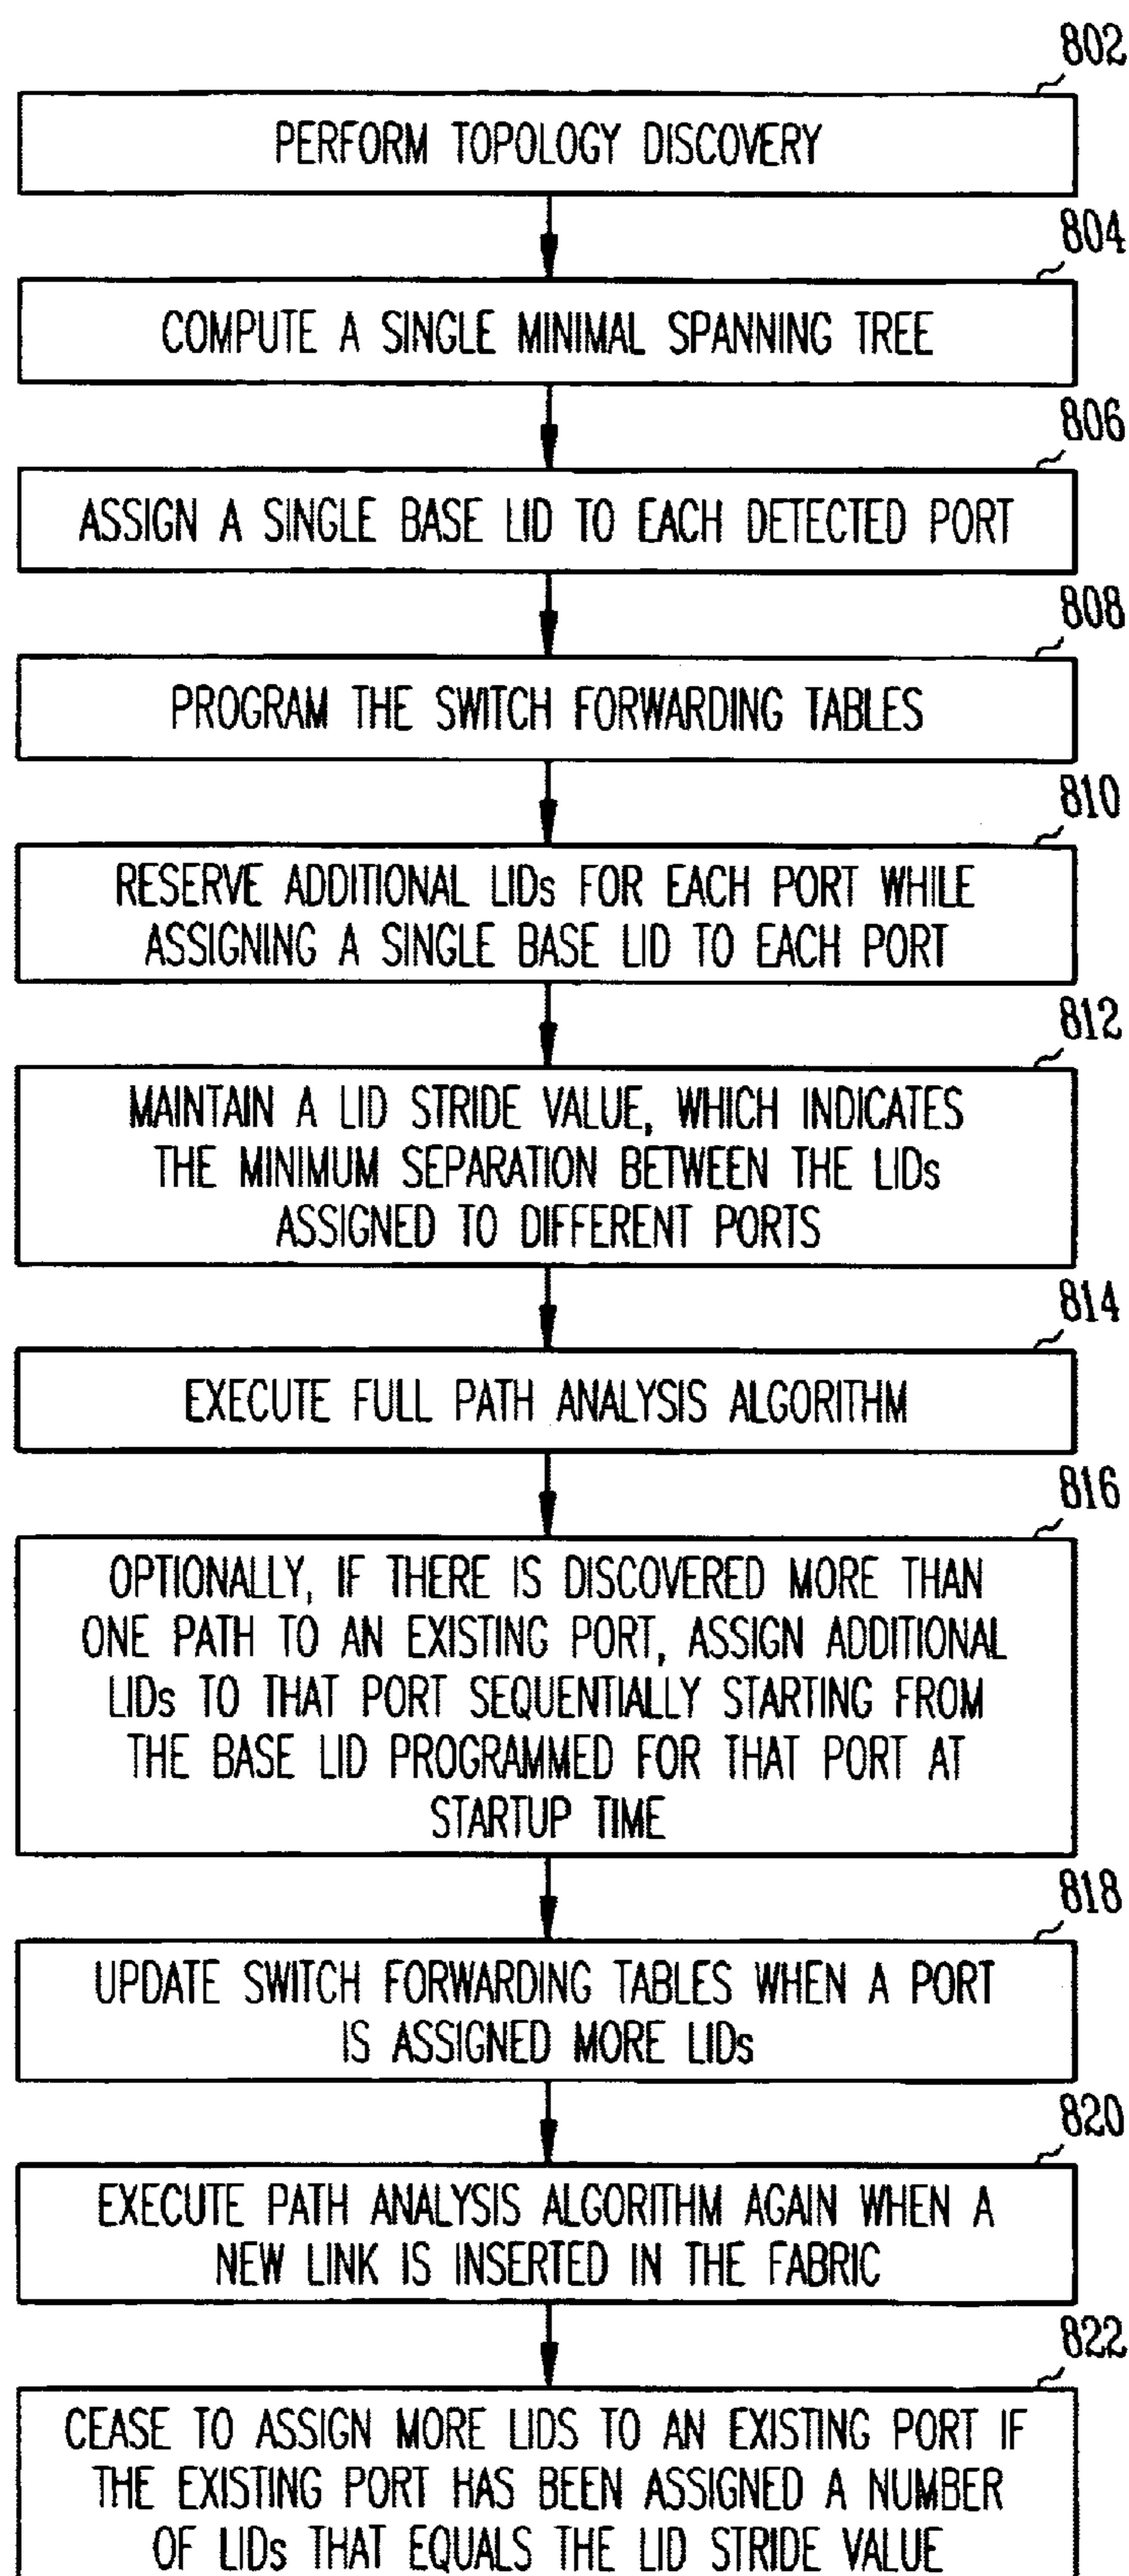 802
PERFORM TOPOLOGY DISCOVERY
804
COMPUTE A SINGLE MINIMAL SPANNING TREE
806
ASSIGN A SINGLE BASE LID TO EACH DETECTED PORT
808
PROGRAM THE SWITCH FORWARDING TABLES
810
RESERVE ADDITIONAL LIDs FOR EACH PORT WHILE
ASSIGNING A SINGLE BASE LID TO EACH PORT
812
MAINTAIN A LID STRIDE VALUE, WHICH INDICATES
THE MINIMUM SEPARATION BETWEEN THE LIDs
ASSIGNED TO DIFFERENT PORTS
814
EXECUTE FULL PATH ANALYSIS ALGORITHM
816
OPTIONALLY, IF THERE IS DISCOVERED MORE THAN
ONE PATH TO AN EXISTING PORT, ASSIGN ADDITIONAL
LIDs TO THAT PORT SEQUENTIALLY STARTING FROM
THE BASE LID PROGRAMMED FOR THAT PORT AT
STARTUP TIME
818
UPDATE SWITCH FORWARDING TABLES WHEN A PORT
IS ASSIGNED MORE LIDs
820
EXECUTE PATH ANALYSIS ALGORITHM AGAIN WHEN A
NEW LINK IS INSERTED IN THE FABRIC
822
CEASE TO ASSIGN MORE LIDS TO AN EXISTING PORT IF
THE EXISTING PORT HAS BEEN ASSIGNED A NUMBER
OF LIDs THAT EQUALS THE LID STRIDE VALUE